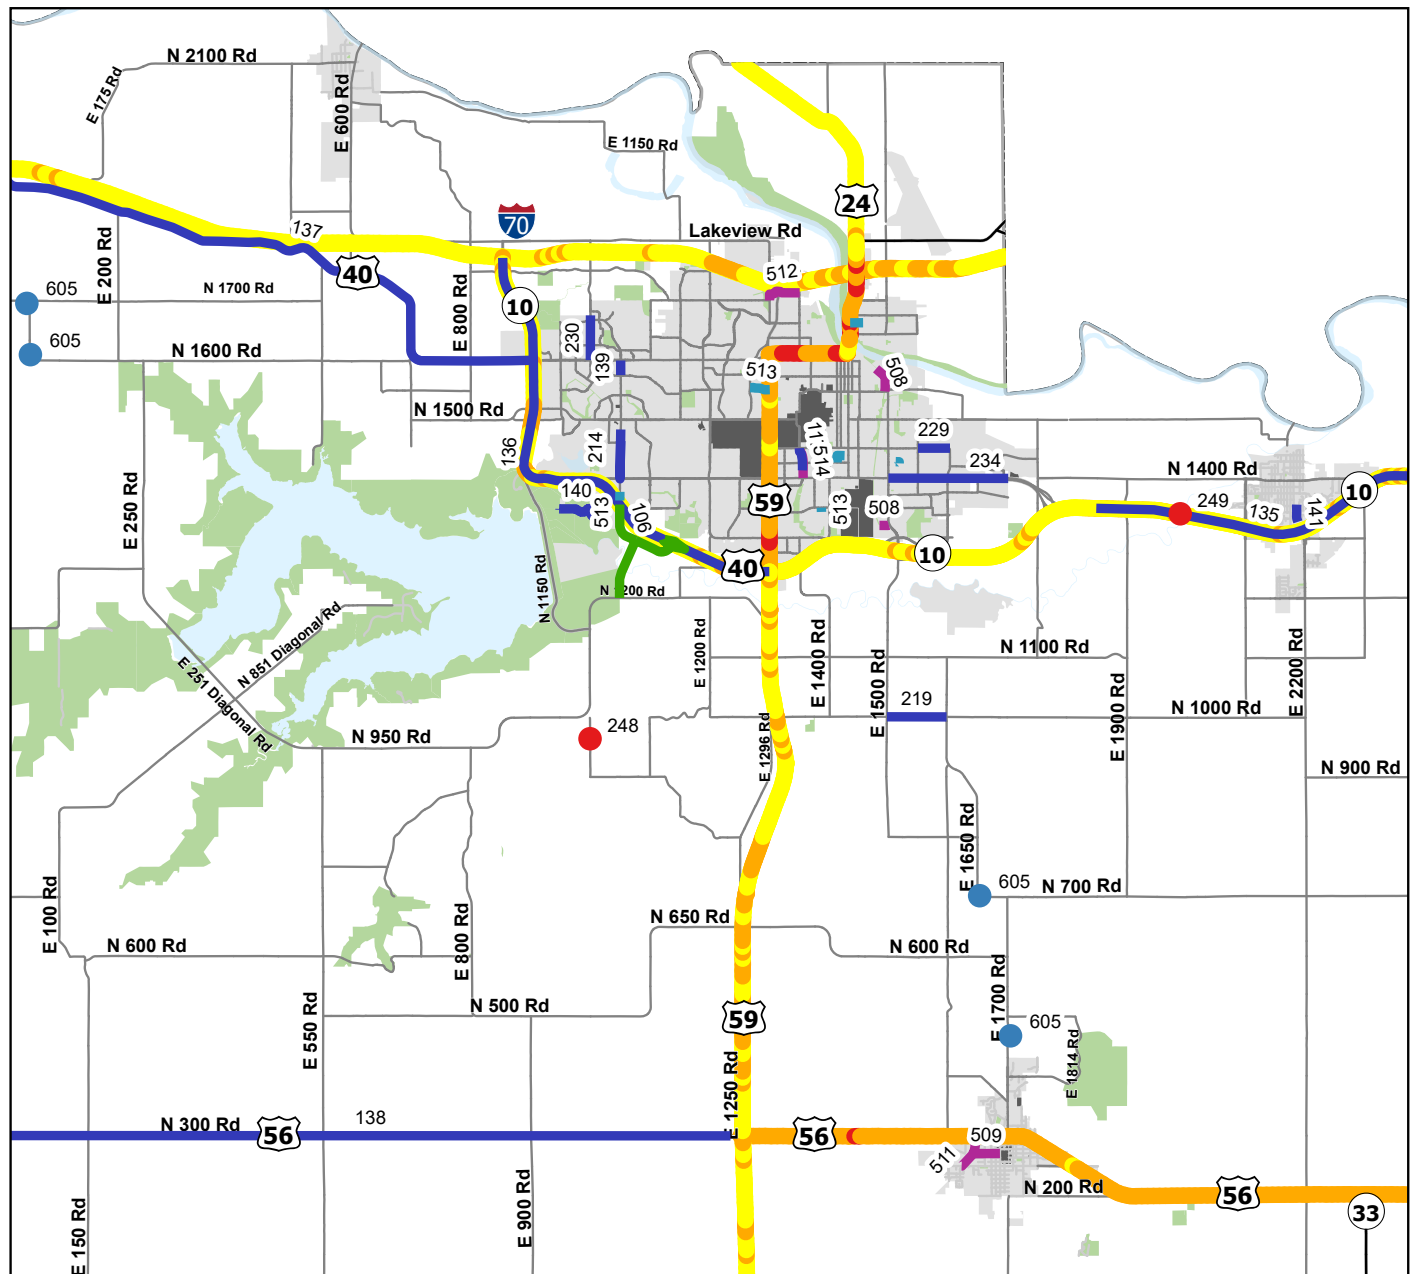 N 2100 Rd
E 175 Rd
E 600 Rd
E 1150 Rd
24
70
Lakeview Rd
137
40
E 200 Rd
605
N 1700 Rd
E 800 Rd
10
512
230
139
605
N 1600 Rd
513
508
N 1500 Rd
136
214
11
514
229
234
N 1400 Rd
E 250 Rd
140
513
106
59
513
508
10
249
135
141
10
40
N 1150 Rd
N 1200 Rd
N 851 Diagonal Rd
E 251 Diagonal Rd
E 1200 Rd
E 1400 Rd
E 1500 Rd
N 1100 Rd
E 1900 Rd
E 2200 Rd
219
N 1000 Rd
N 950 Rd
248
E 1296 Rd
N 900 Rd
E 1650 Rd
605
N 700 Rd
E 100 Rd
N 600 Rd
E 800 Rd
N 650 Rd
N 600 Rd
N 500 Rd
59
E 550 Rd
E 1700 Rd
605
E 1814 Rd
E 1250 Rd
N 300 Rd
56
138
56
509
511
N 200 Rd
56
33
E 150 Rd
E 900 Rd